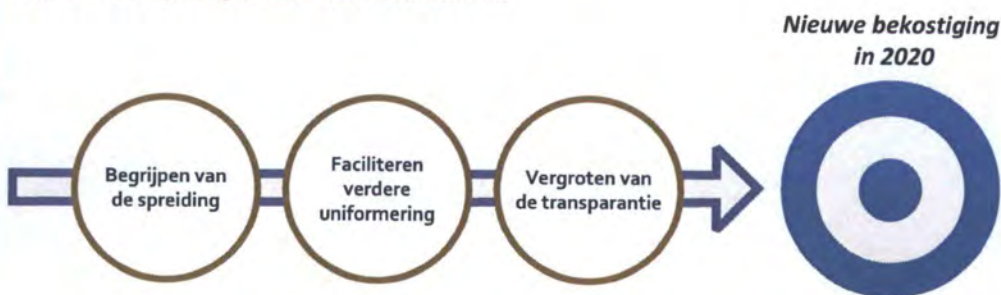 Nieuwe bekostiging
in 2020
Begrijpen van
de spreiding
Faciliteren
verdere
uniformering
Vergroten van
de transparantie